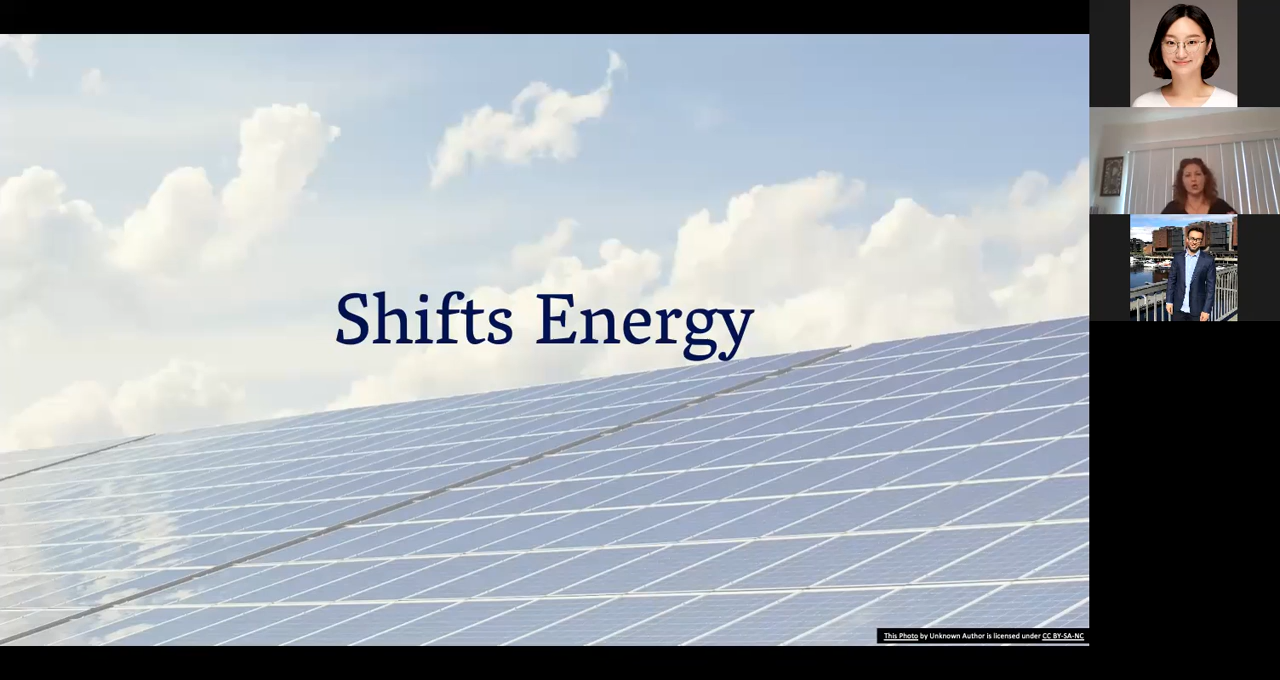 Shifts Energy
This Photo by Unknown Author is licensed under CC BY-SA-NC